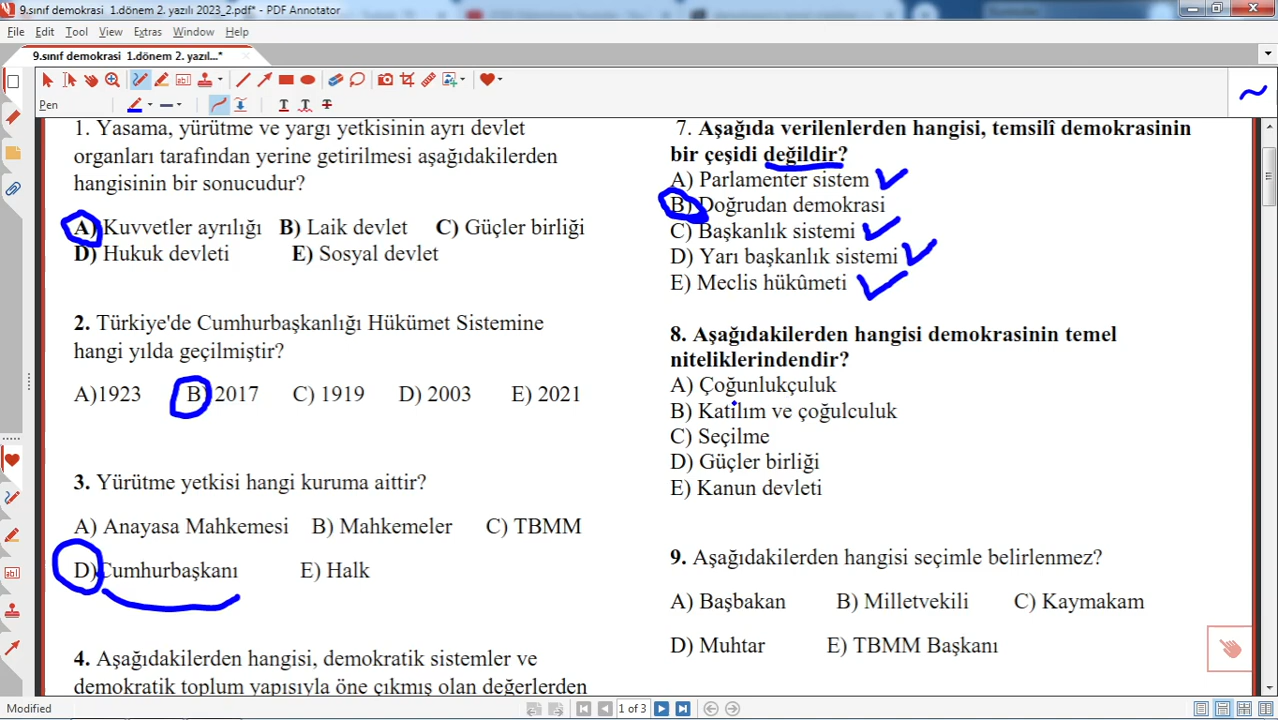 9.sınıf demokrasi 1.dönem 2. yazılı 2023_2.pdf* - PDF Annotator
File Edit Tool View Extras Window Help
9.sınıf demokrasi 1.dönem 2. yazıl...*
Pen
1. Yasama, yürütme ve yargı yetkisinin ayrı devlet
organları tarafından yerine getirilmesi aşağıdakilerden
hangisinin bir sonucudur?
A) Kuvvetler ayrılığı B) Laik devlet C) Güçler birliği
D) Hukuk devleti E) Sosyal devlet
2. Türkiye'de Cumhurbaşkanlığı Hükümet Sistemine
hangi yılda geçilmiştir?
A)1923 B) 2017 C) 1919 D) 2003 E) 2021
3. Yürütme yetkisi hangi kuruma aittir?
A) Anayasa Mahkemesi B) Mahkemeler C) TBMM
D)Cumhurbaşkanı E) Halk
4. Aşağıdakilerden hangisi, demokratik sistemler ve
demokratik toplum yapısıyla öne çıkmış olan değerlerden
7. Aşağıda verilenlerden hangisi, temsilî demokrasinin
bir çeşidi değildir?
A) Parlamenter sistem
B) Doğrudan demokrasi
C) Başkanlık sistemi
D) Yarı başkanlık sistemi
E) Meclis hükûmeti
8. Aşağıdakilerden hangisi demokrasinin temel
niteliklerindendir?
A) Çoğunlukçuluk
B) Katılım ve çoğulculuk
C) Seçilme
D) Güçler birliği
E) Kanun devleti
9. Aşağıdakilerden hangisi seçimle belirlenmez?
A) Başbakan B) Milletvekili C) Kaymakam
D) Muhtar E) TBMM Başkanı
Modified 1 of 3